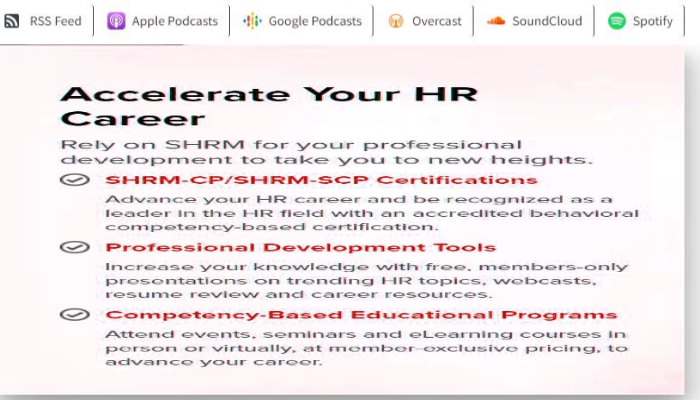 RSS Feed
Apple Podcasts
Google Podcasts
Overcast
SoundCloud
Spotify
Accelerate Your HR
Career
Rely on SHRM for your professional
development to take you to new heights.
SHRM-CP/SHRM-SCP Certifications
Advance your HR career and be recognized as a
leader in the HR field with an accredited behavioral
competency-based certification.
Professional Development Tools
Increase your knowledge with free, members-only
presentations on trending HR topics, webcasts,
resume review and career resources.
Competency-Based Educational Programs
Attend events, seminars and eLearning courses in
person or virtually, at member-exclusive pricing, to
advance your career.